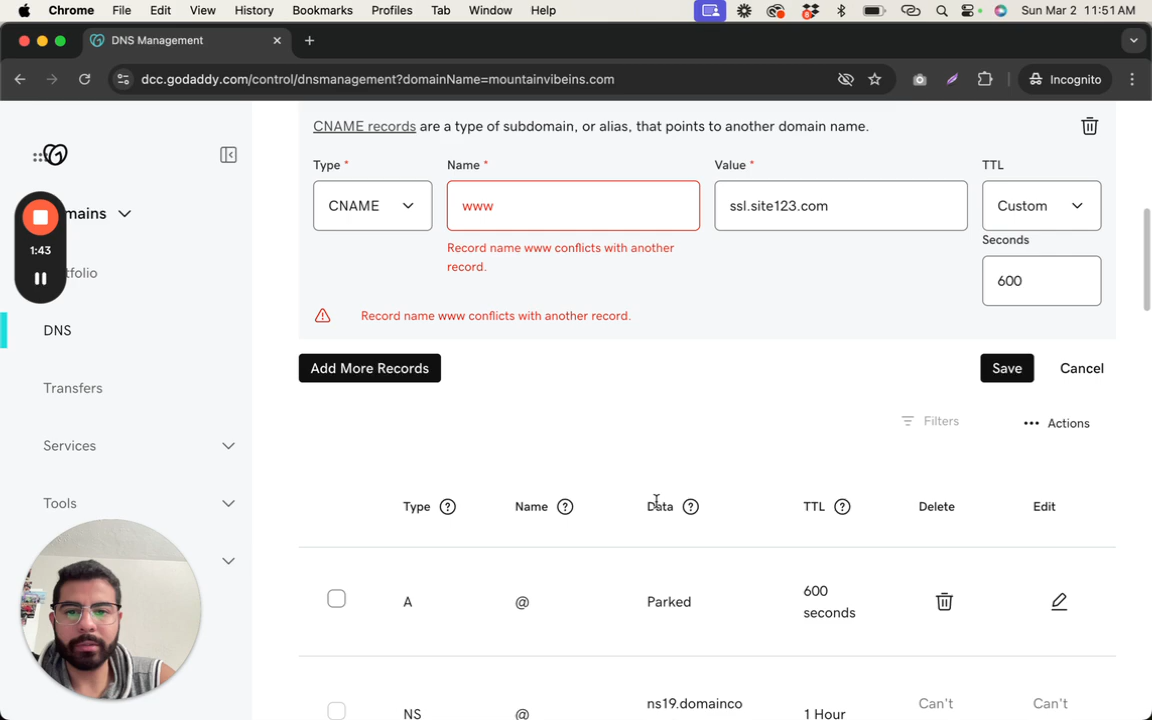 Chrome File Edit View History Bookmarks Profiles Tab Window Help Sun Mar 2 11:51 AM
DNS Management
dcc.godaddy.com/control/dnsmanagement?domainName=mountainvibeins.com Incognito
CNAME records are a type of subdomain, or alias, that points to another domain name.
Type * Name * Value * TTL
CNAME www ssl.site123.com Custom
mains
1:43
Record name www conflicts with another
record.
Seconds
600
tfolio
Record name www conflicts with another record.
DNS
Add More Records Save Cancel
Transfers
Filters Actions
Services
Type Name Data TTL Delete Edit
Tools
A @ Parked 600
seconds
NS @ ns19.domainco 1 Hour Can't Can't